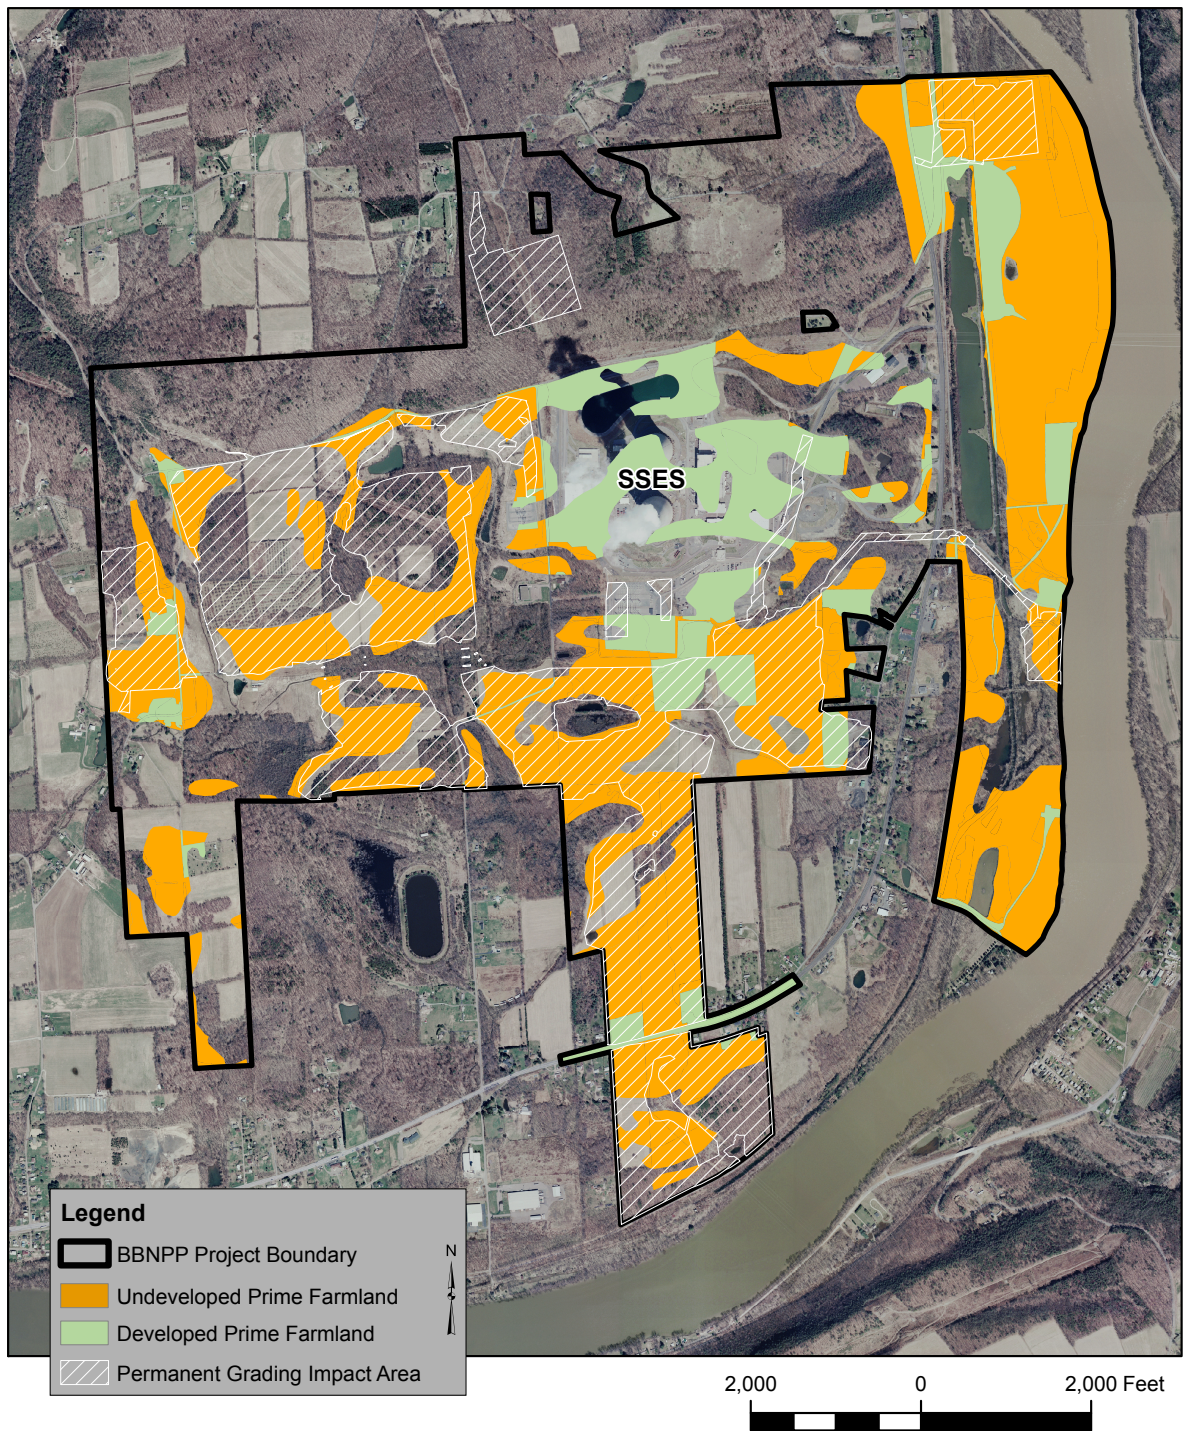 SSES
Legend
BBNPP Project Boundary
N
Undeveloped Prime Farmland
Developed Prime Farmland
Permanent Grading Impact Area
2,000 0 2,000 Feet